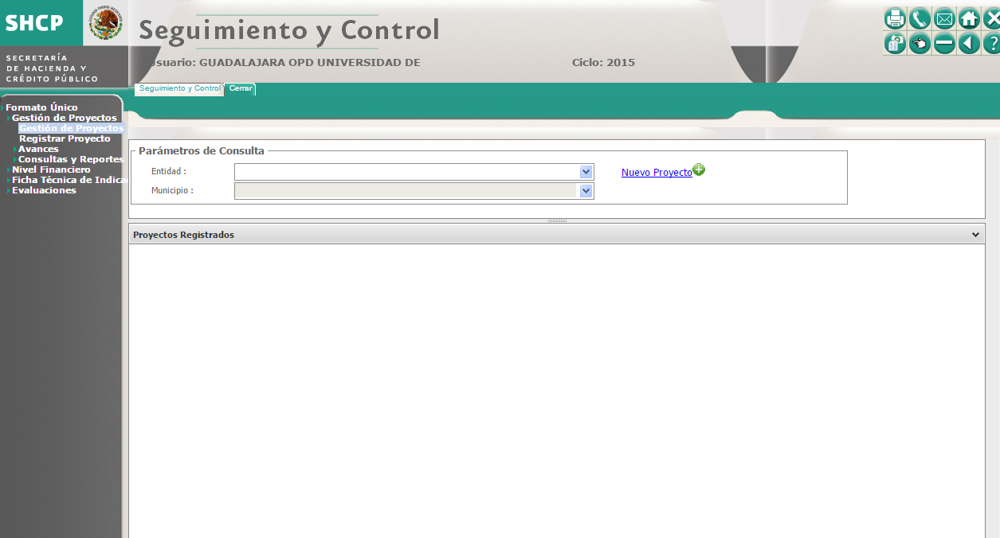 SHCP
SECRETARÍA
DE HACIENDA Y
CRÉDITO PÚBLICO
Seguimiento y Control
suario: GUADALAJARA OPD UNIVERSIDAD DE
Ciclo: 2015
Seguimiento y Control
Cerrar
Formato Único
Gestión de Proyectos
Gestión de Proyectos
Registrar Proyecto
Avances
Consultas y Reportes
Nivel Financiero
Ficha Técnica de Indica
Evaluaciones
Parámetros de Consulta
Entidad :
Nuevo Proyecto
Municipio :
Proyectos Registrados